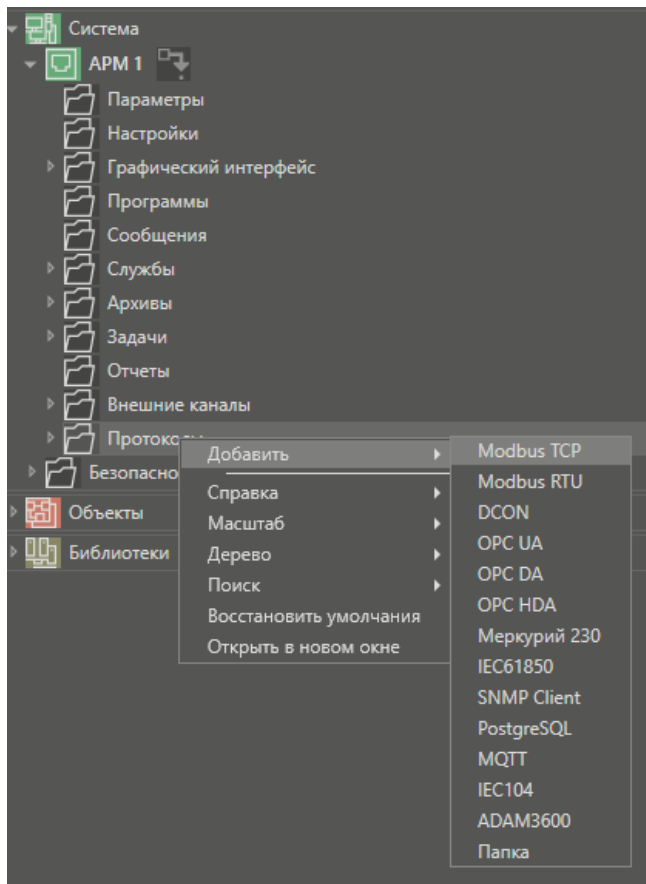 Система
АРМ 1
Параметры
Настройки
Графический интерфейс
Программы
Сообщения
Службы
Архивы
Задачи
Отчеты
Внешние каналы
Протоколы
Безопасно
Объекты
Библиотеки
Добавить
Справка
Масштаб
Дерево
Поиск
Восстановить умолчания
Открыть в новом окне
Modbus TCP
Modbus RTU
DCON
OPC UA
OPC DA
OPC HDA
Меркурий 230
IEC61850
SNMP Client
PostgreSQL
MQTT
IEC104
ADAM3600
Папка